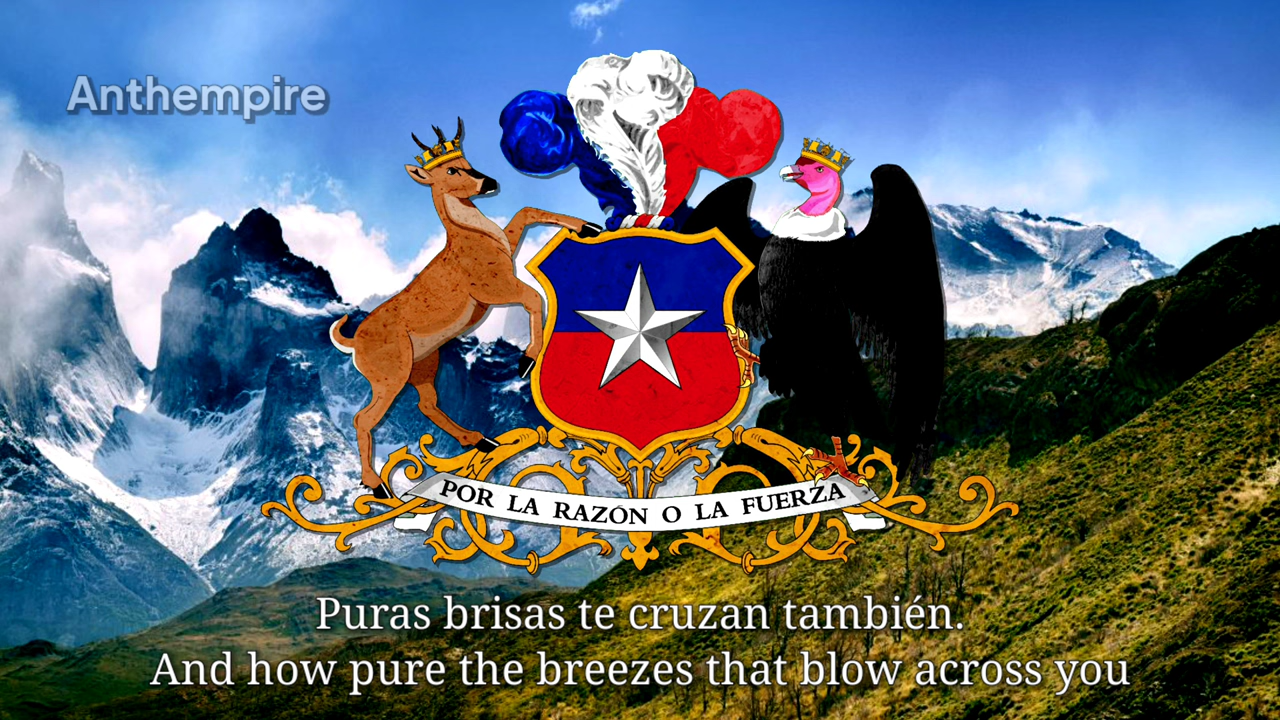 Anthempire
POR LA RAZÓN O LA FUERZA
Puras brisas te cruzan también.
And how pure the breezes that blow across you